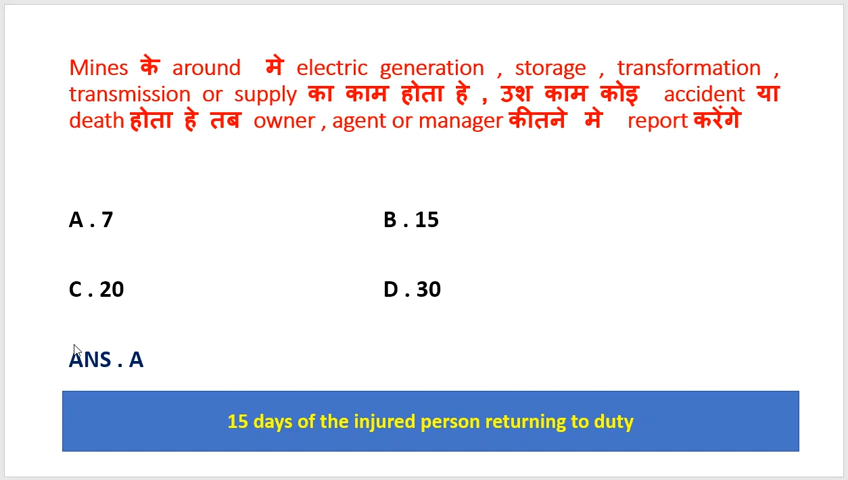 Mines के around मे electric generation , storage , transformation ,
transmission or supply का काम होता हे , उश काम कोइ accident या
death होता हे तब owner , agent or manager कीतने मे report करेंगे
A . 7 B . 15
C . 20 D . 30
ANS . A
15 days of the injured person returning to duty